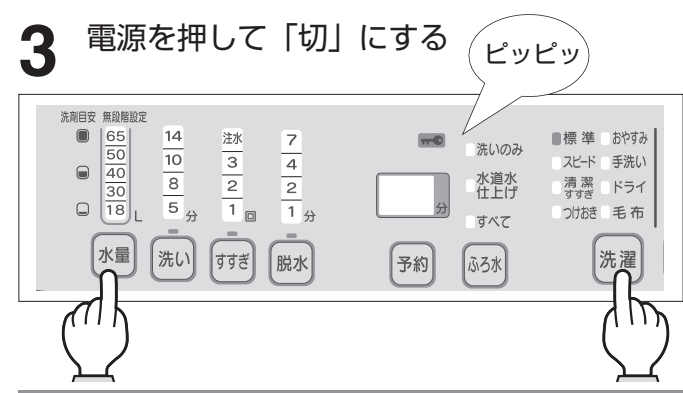 3 電源を押して「切」にする
ピッピッ
洗剤目安 無段階設定
65
50
40
30
18 L
14
10
8
5 分
注水
3
2
1 回
7
4
2
1 分
分
洗いのみ
水道水
仕上げ
すべて
標準 おやすみ
スピード 手洗い
清潔 ドライ
すすぎ
つけおき 毛布
水量 洗い すすぎ 脱水 予約 ふろ水 洗濯